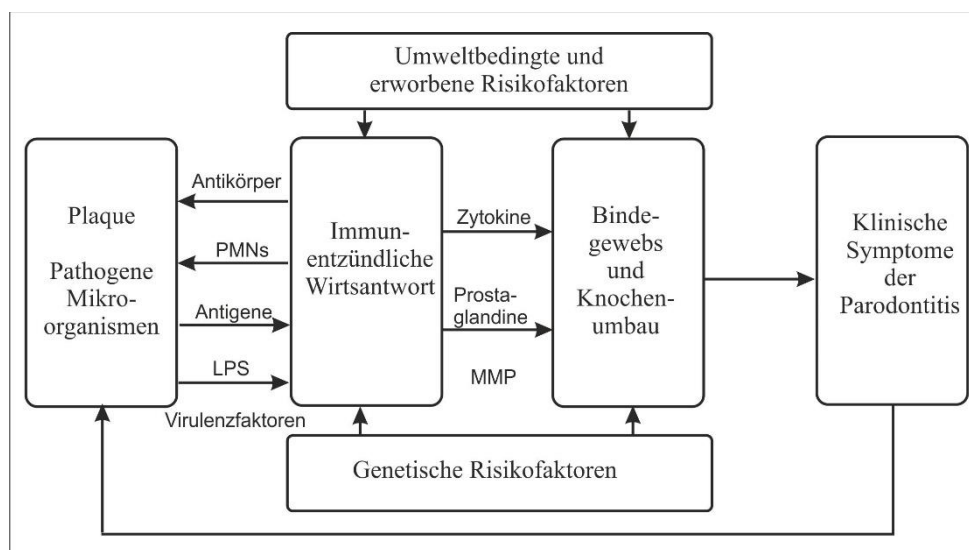 Umweltbedingte und
erworbene Risikofaktoren
Plaque
Pathogene
Mikro-
organismen
Antikörper
PMNs
Antigene
LPS
Virulenzfaktoren
Immun-
entzündliche
Wirtsantwort
Zytokine
Prosta-
glandine
MMP
Binde-
gewebs
und
Knochen-
umbau
Klinische
Symptome
der
Parodontitis
Genetische Risikofaktoren